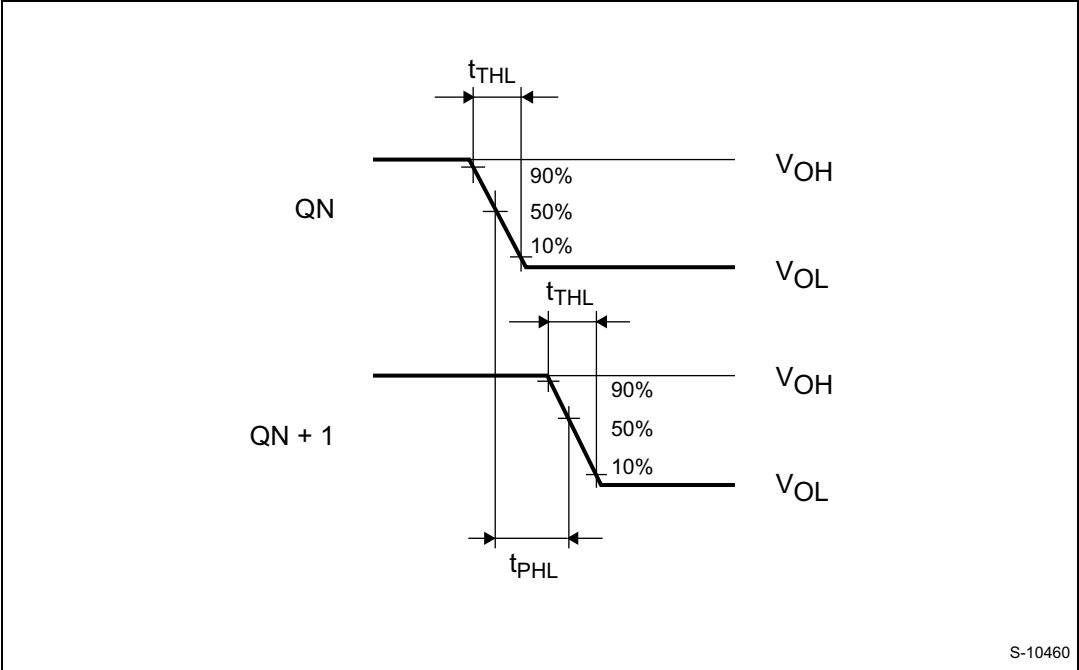 tTHL
VOH
90%
QN
50%
10%
VOL
tTHL
VOH
90%
50%
QN + 1
10%
VOL
tPHL
S-10460